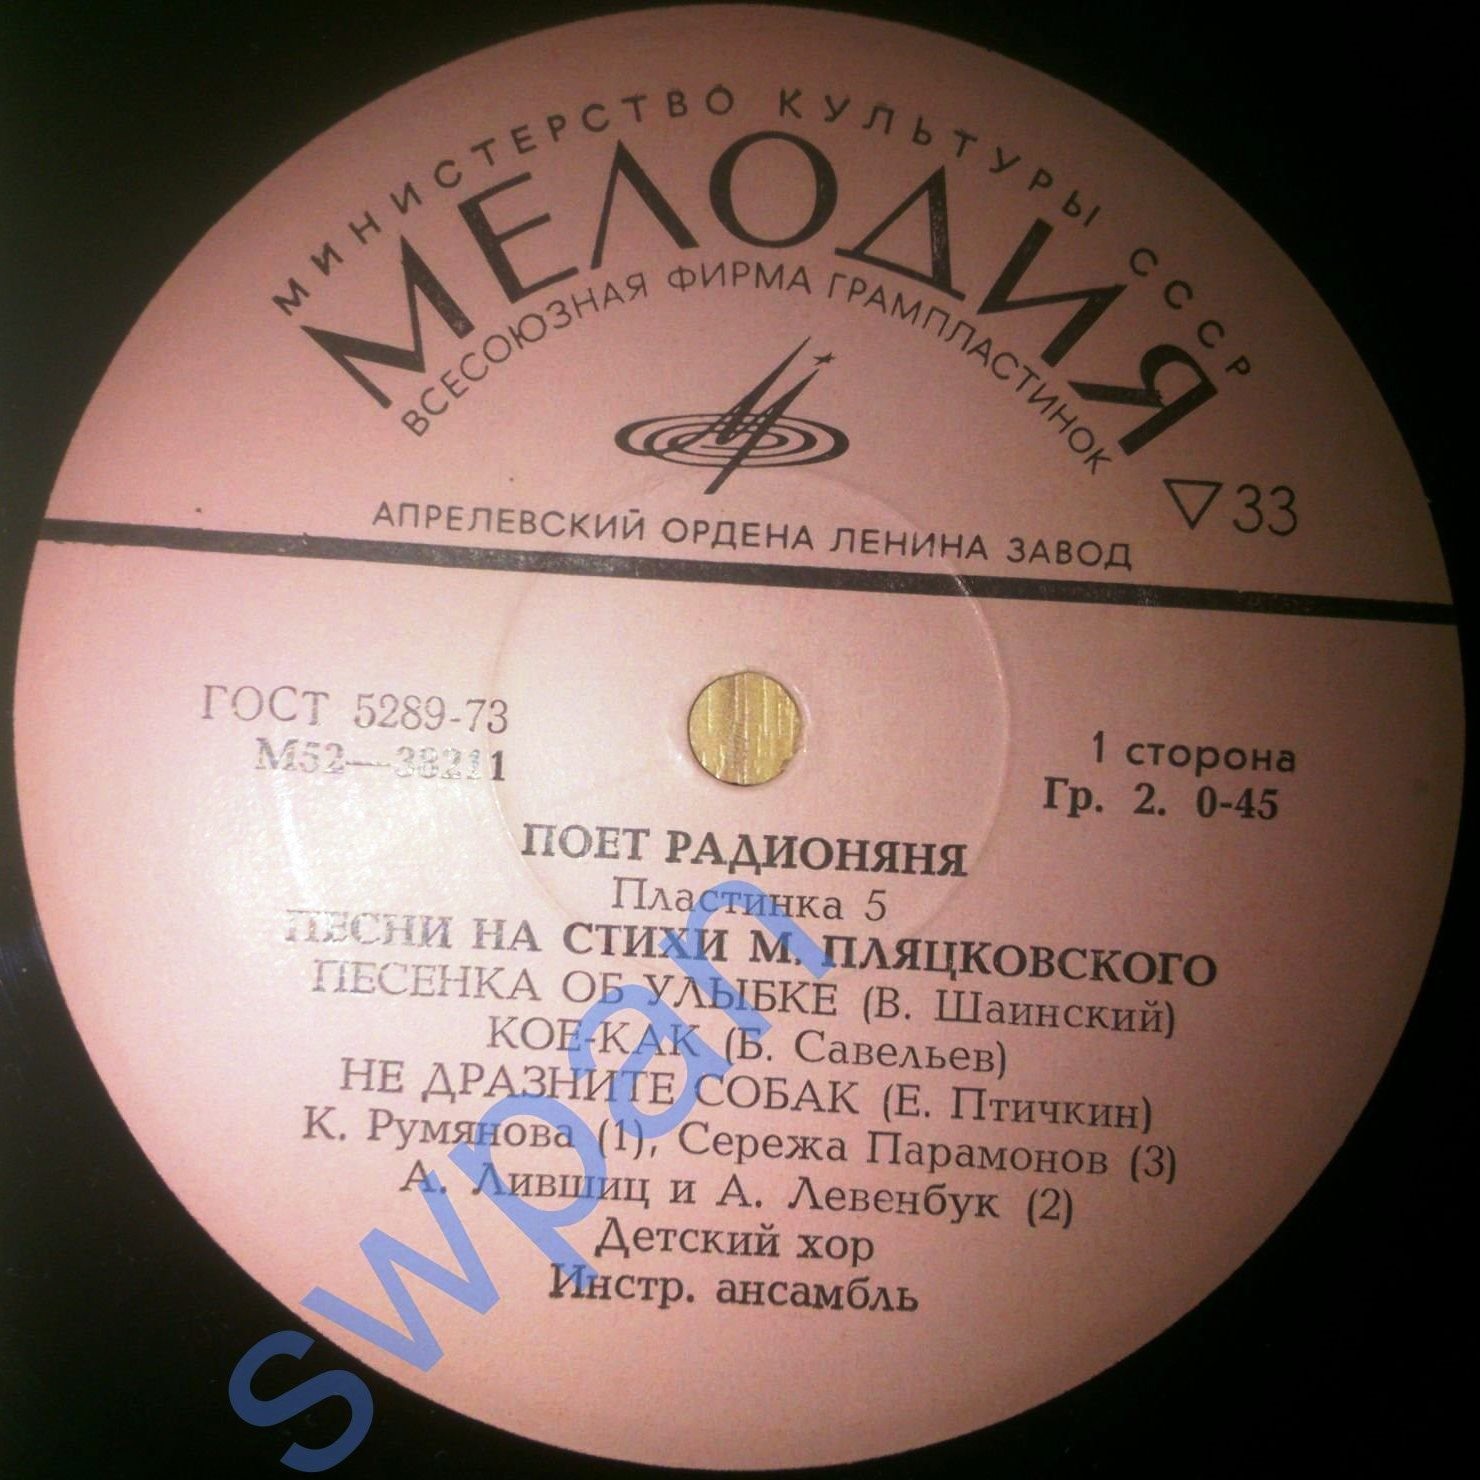 МИНИСТЕРСТВО КУЛЬТУРЫ СССР
МЕЛОДИЯ
ВСЕСОЮЗНАЯ ФИРМА ГРАМПЛАСТИНОК
▽33
АПРЕЛЕВСКИЙ ОРДЕНА ЛЕНИНА ЗАВОД
ГОСТ 5289-73
М52—38211
1 сторона
Гр. 2. 0-45
ПОЕТ РАДИОНЯНЯ
Пластинка 5
ПЕСНИ НА СТИХИ М. ПЛЯЦКОВСКОГО
ПЕСЕНКА ОБ УЛЫБКЕ (В. Шаинский)
КОЕ-КАК (Б. Савельев)
НЕ ДРАЗНИТЕ СОБАК (Е. Птичкин)
К. Румянова (1), Сережа Парамонов (3)
А. Лившиц и А. Левенбук (2)
Детский хор
Инстр. ансамбль
swpan